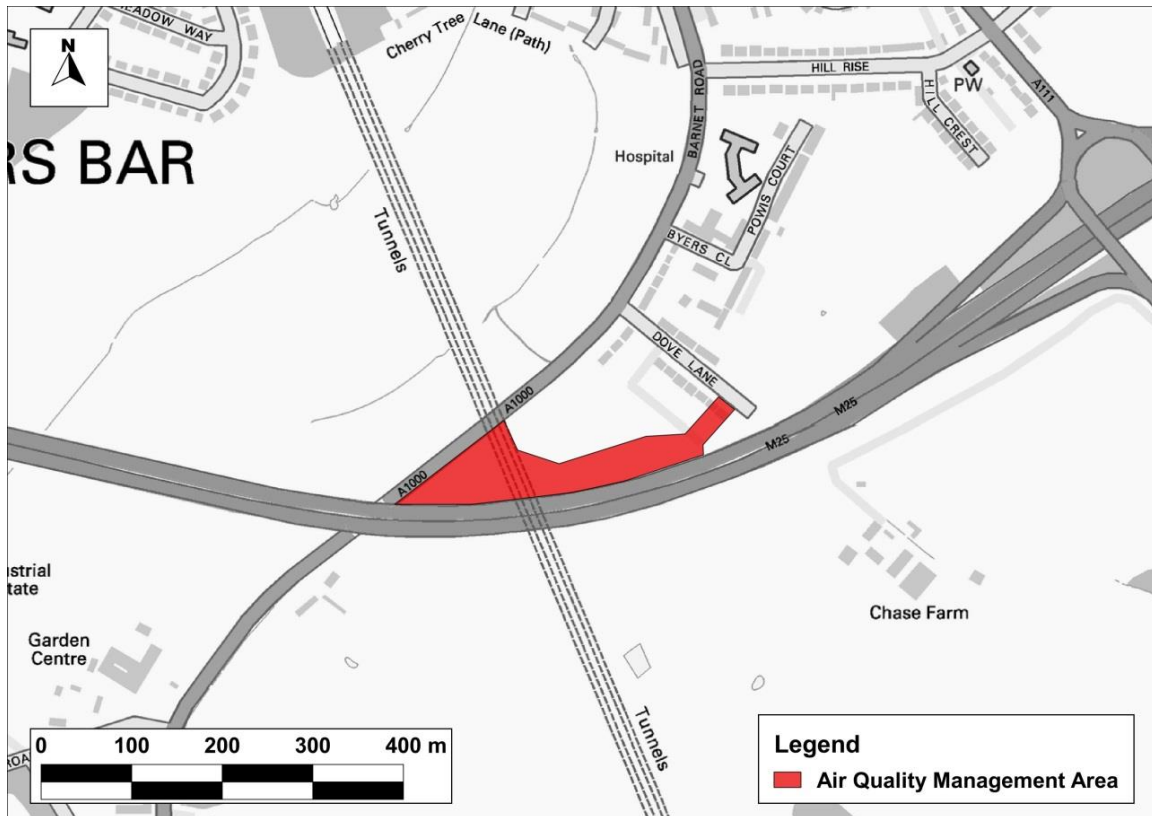 MEADOW WAY
N
Cherry Tree
Lane (Path)
HILL RISE
PW
A111
HILL CREST
BARNET ROAD
Hospital
RS BAR
POWIS COURT
BYERS CL
Tunnels
DOVE LANE
A1000
M25
M25
A1000
ustrial
tate
Chase Farm
Garden
Centre
Tunnels
ROA
0 100 200 300 400 m
Legend
Air Quality Management Area